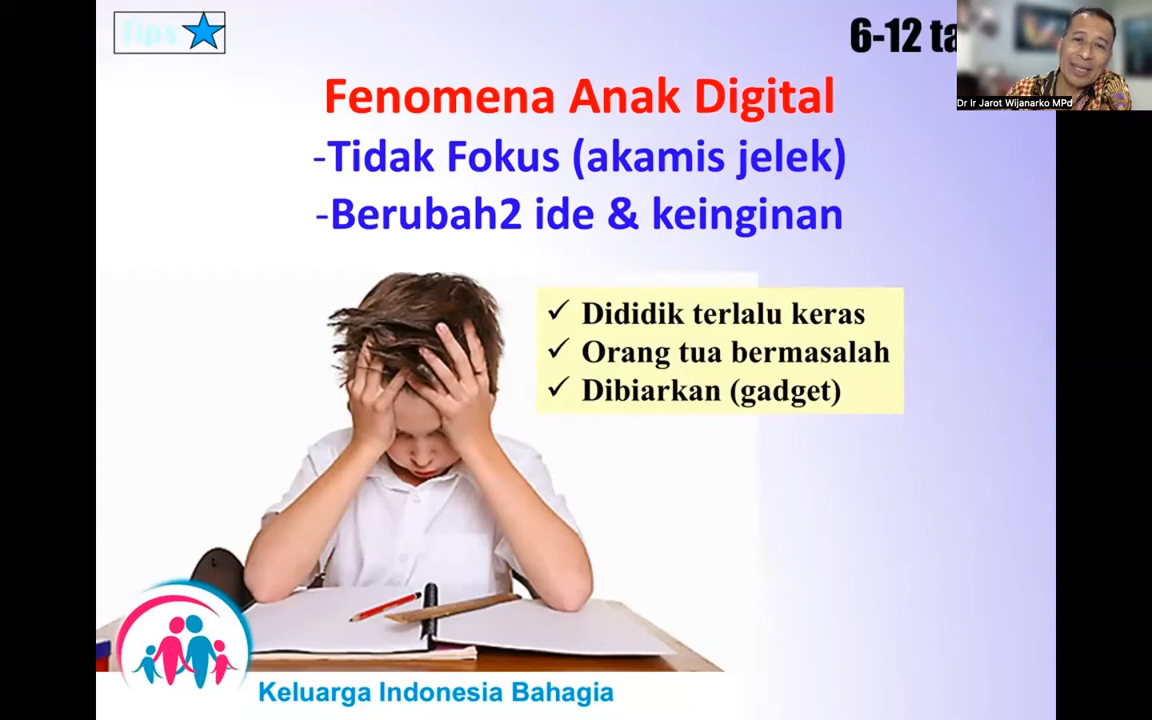 Tips
6-12 ta
Dr Ir Jarot Wijanarko MPd
Fenomena Anak Digital
-Tidak Fokus (akamis jelek)
-Berubah2 ide & keinginan
✓ Dididik terlalu keras
✓ Orang tua bermasalah
✓ Dibiarkan (gadget)
Keluarga Indonesia Bahagia